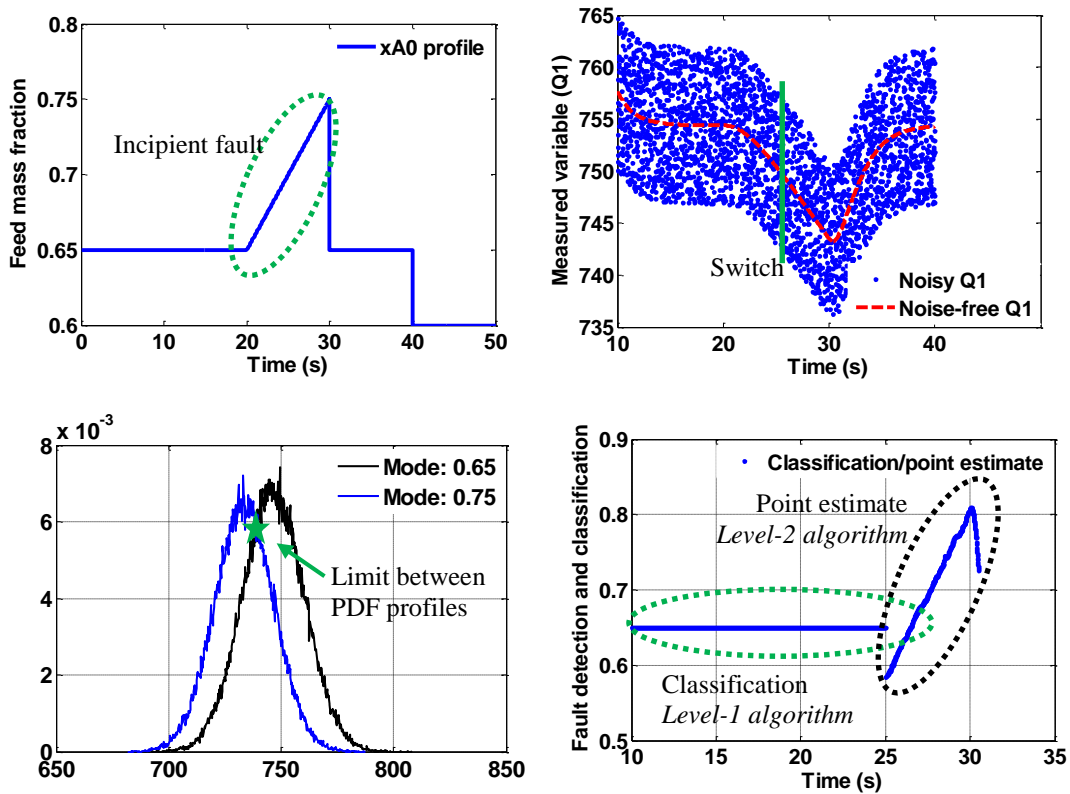 0.8
0.75
0.7
0.65
0.6
0 10 20 30 40 50
Feed mass fraction
Time (s)
xA0 profile
Incipient fault
765
760
755
750
745
740
735
10 20 30 40
Measured variable (Q1)
Time (s)
Switch
Noisy Q1
Noise-free Q1
x 10^-3
8
6
4
2
0
650 700 750 800 850
Mode: 0.65
Mode: 0.75
Limit between
PDF profiles
0.9
0.8
0.7
0.6
0.5
10 15 20 25 30 35
Fault detection and classification
Time (s)
Classification/point estimate
Point estimate
Level-2 algorithm
Classification
Level-1 algorithm